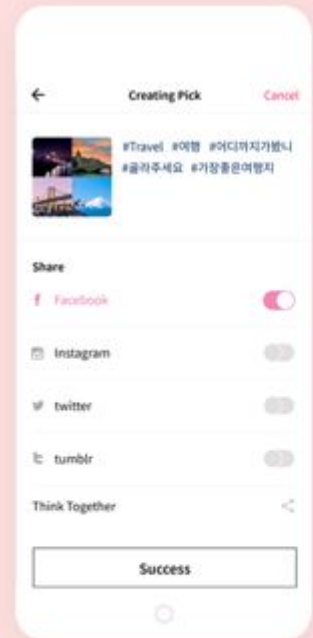 Creating Pick
Cancel
#Travel #여행 #어디까지가봤니
#골라주세요 #가장좋은여행지
Share
Facebook
Instagram
twitter
tumblr
Think Together
Success